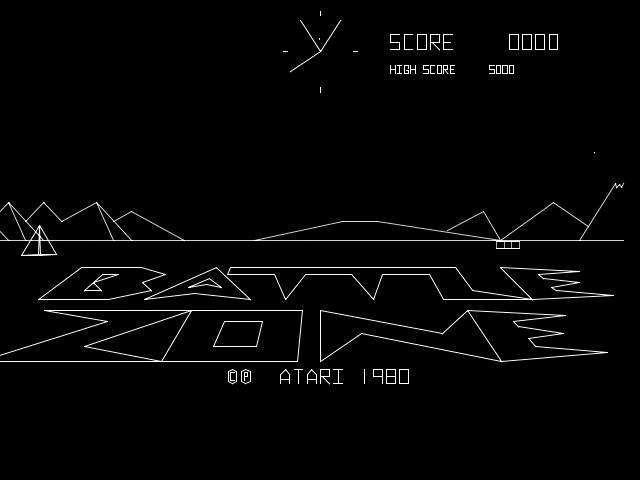 SCORE 0000
HIGH SCORE 5000
BATTLE
ZONE
©℗ ATARI 1980